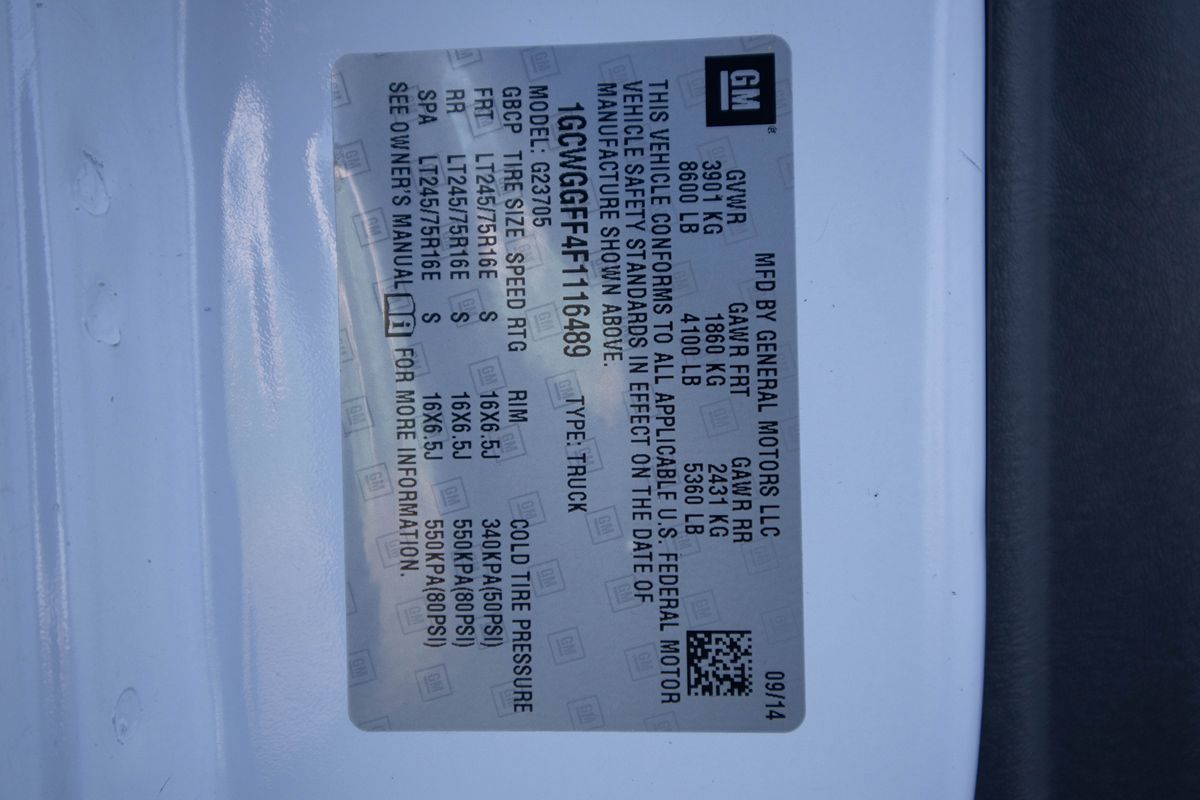 GM
MFD BY GENERAL MOTORS LLC 09/14
GVWR GAWR FRT GAWR RR
3901 KG 1860 KG 2431 KG
8600 LB 4100 LB 5360 LB
THIS VEHICLE CONFORMS TO ALL APPLICABLE U.S. FEDERAL MOTOR
VEHICLE SAFETY STANDARDS IN EFFECT ON THE DATE OF
MANUFACTURE SHOWN ABOVE.
1GCWGGFF4F1116489 TYPE: TRUCK
MODEL: G23705
GBCP TIRE SIZE SPEED RTG RIM COLD TIRE PRESSURE
FRT LT245/75R16E S 16X6.5J 340KPA(50PSI)
RR LT245/75R16E S 16X6.5J 550KPA(80PSI)
SPA LT245/75R16E S 16X6.5J 550KPA(80PSI)
SEE OWNER'S MANUAL i FOR MORE INFORMATION.